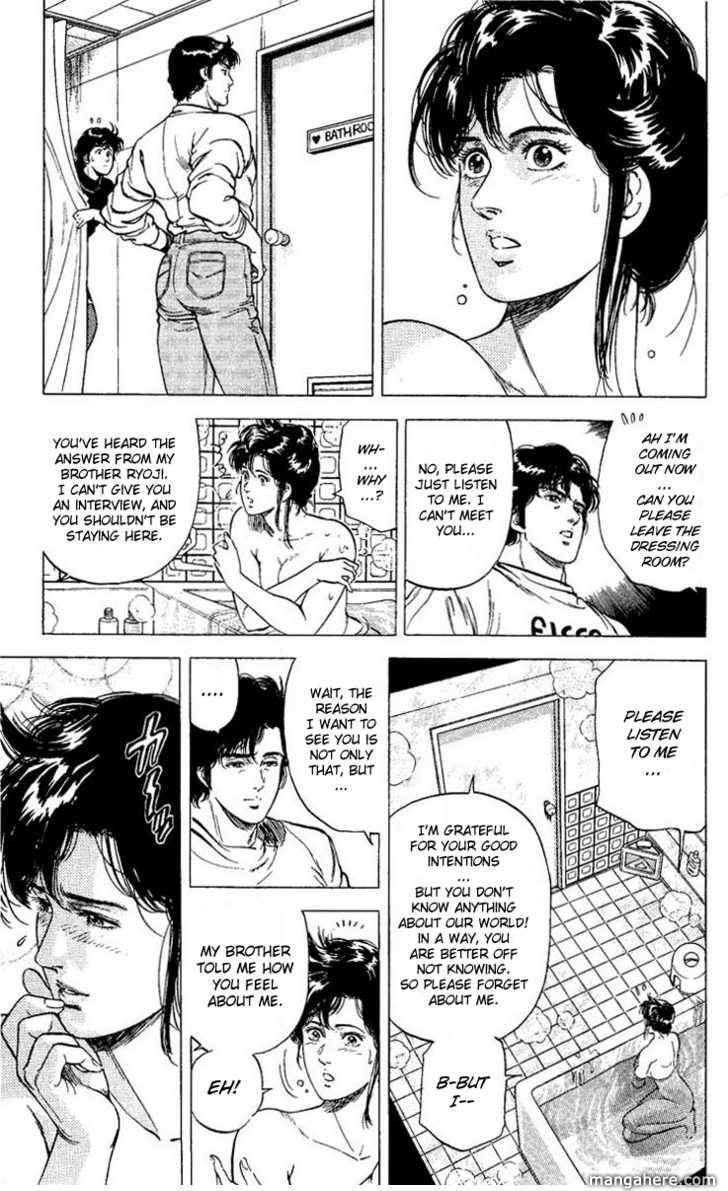 ♥ BATHROO
AH I'M
COMING
OUT NOW
...
CAN YOU
PLEASE
LEAVE THE
DRESSING
ROOM?
NO, PLEASE
JUST LISTEN
TO ME. I
CAN'T MEET
YOU...
WH-
...
WHY
...?
YOU'VE HEARD THE
ANSWER FROM MY
BROTHER RYOJI.
I CAN'T GIVE YOU
AN INTERVIEW, AND
YOU SHOULDN'T BE
STAYING HERE.
PLEASE
LISTEN
TO ME
...
I'M GRATEFUL
FOR YOUR GOOD
INTENTIONS
...
BUT YOU DON'T
KNOW ANYTHING
ABOUT OUR WORLD!
IN A WAY, YOU
ARE BETTER OFF
NOT KNOWING.
SO PLEASE FORGET
ABOUT ME.
B-BUT
I--
WAIT, THE
REASON
I WANT TO
SEE YOU IS
NOT ONLY
THAT, BUT
...
....
MY BROTHER
TOLD ME HOW
YOU FEEL
ABOUT ME.
EH!
mangahere.com